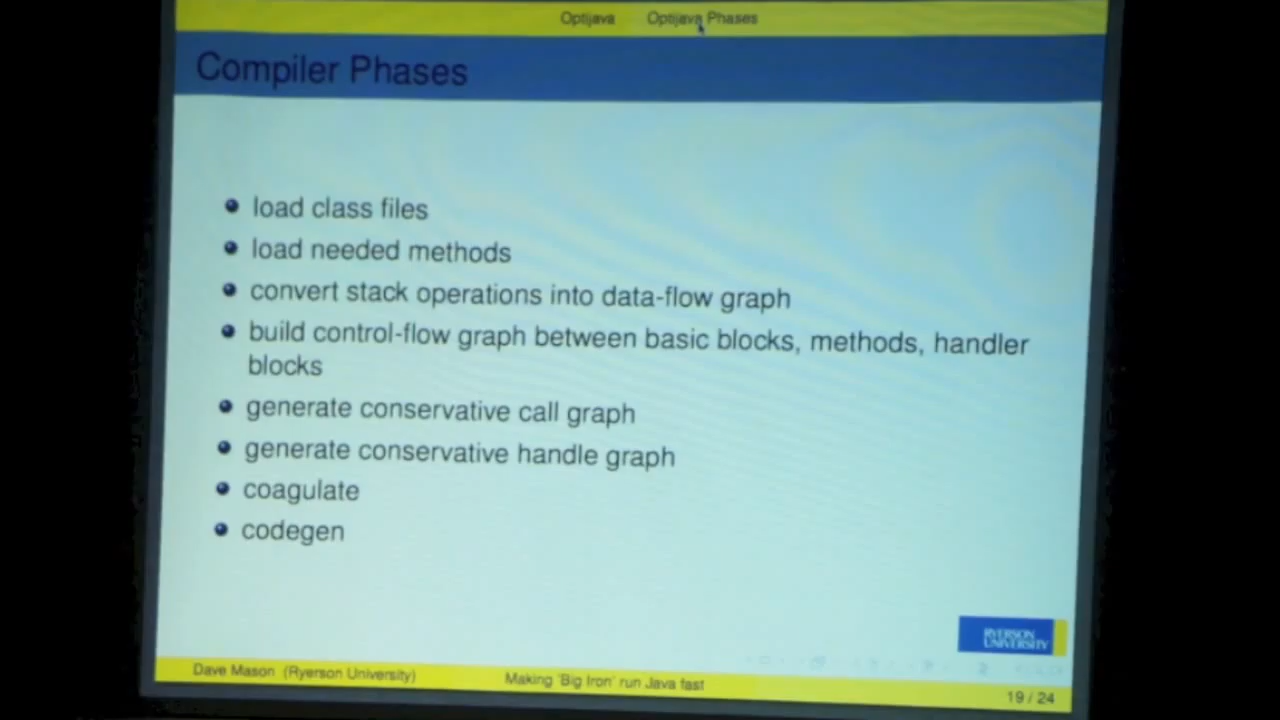 Optijava Optijava Phases
Compiler Phases
load class files
load needed methods
convert stack operations into data-flow graph
build control-flow graph between basic blocks, methods, handler
blocks
generate conservative call graph
generate conservative handle graph
coagulate
codegen
RYERSON
UNIVERSITY
Dave Mason (Ryerson University) Making 'Big Iron' run Java fast 19 / 24